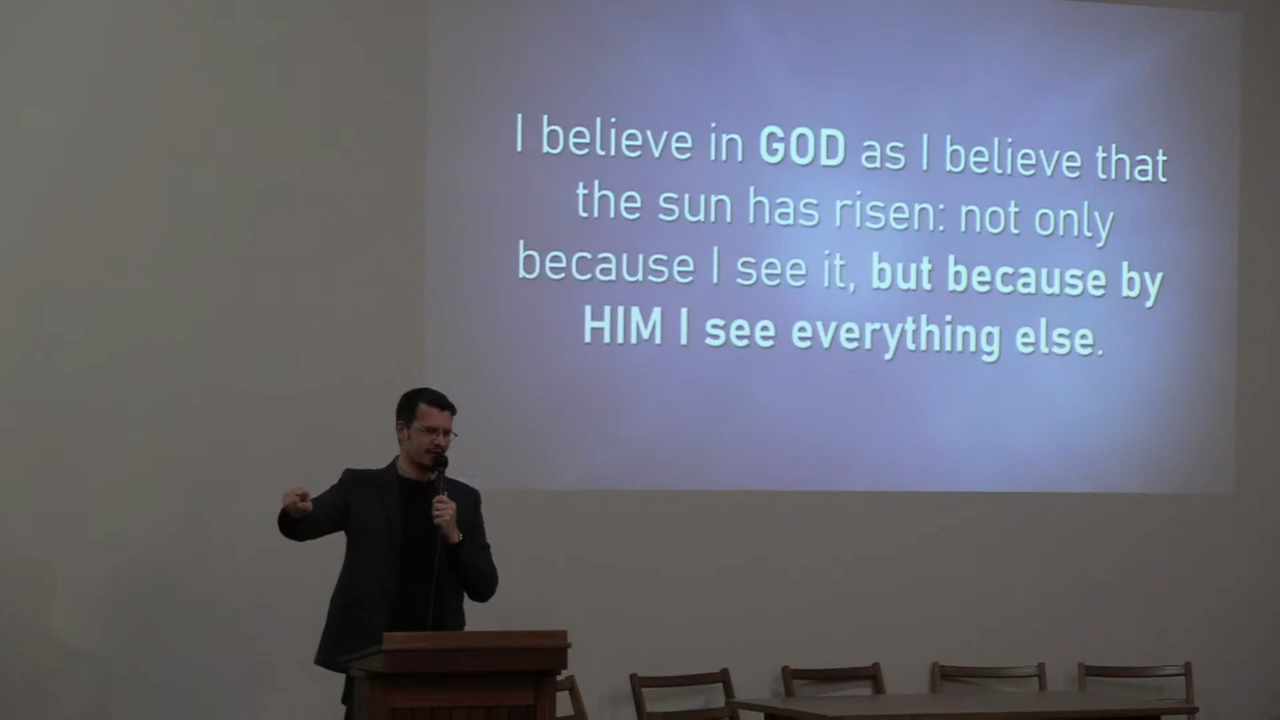 I believe in GOD as I believe that
the sun has risen: not only
because I see it, but because by
HIM I see everything else.